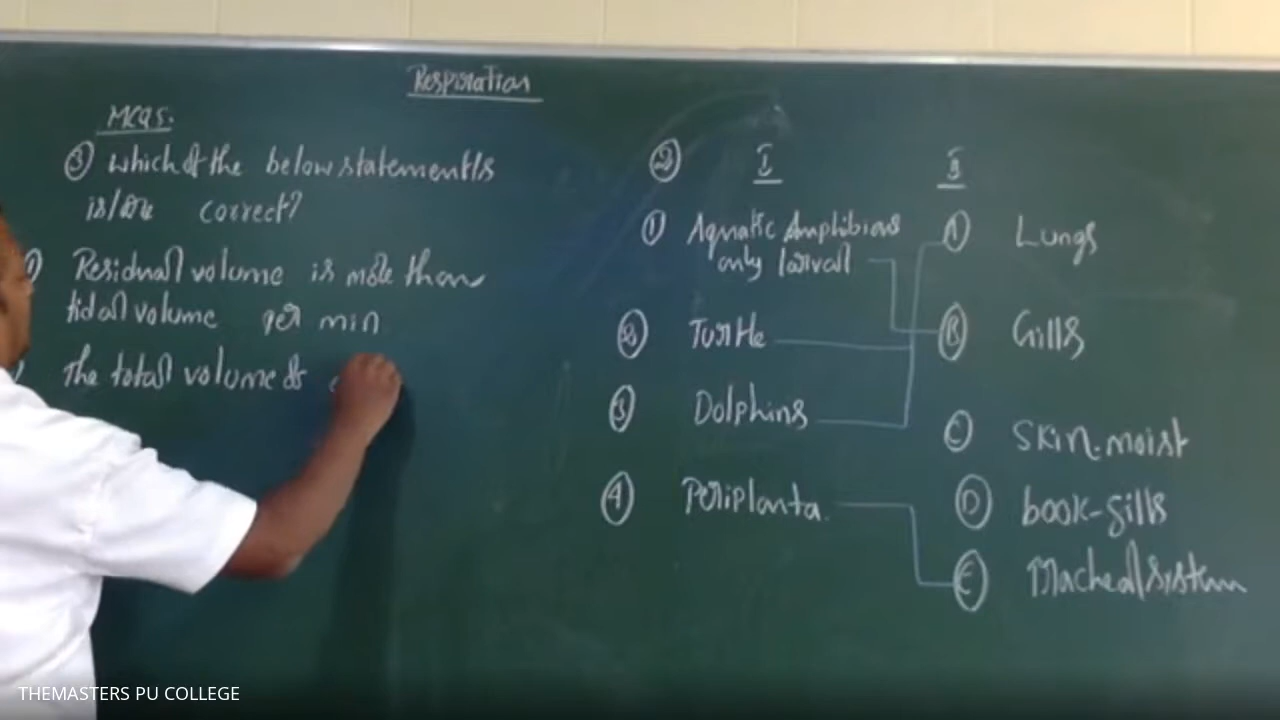 Respiration
MCQs.
③ which of the below statement/s
is/are correct?
Residual volume is more than
tidal volume per min
The total volume of
② I II
① Aquatic Amphibians
only larval
② Turtle
③ Dolphins
④ Periplanta.
Ⓐ Lungs
Ⓑ Gills
Ⓒ Skin-moist
Ⓓ book-gills
Ⓔ Tracheal system
THEMASTERS PU COLLEGE